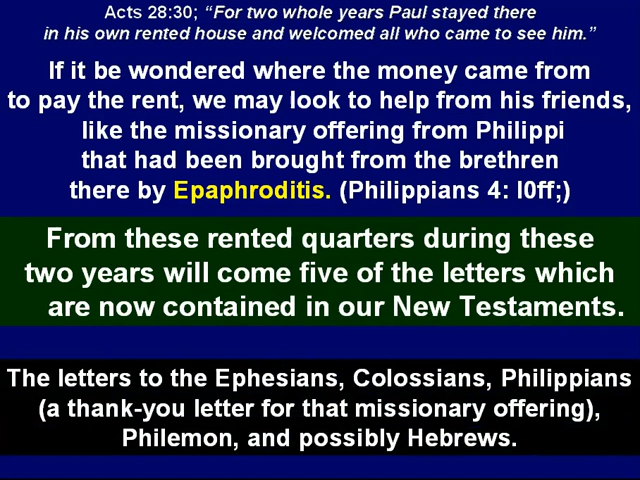 Acts 28:30; “For two whole years Paul stayed there
in his own rented house and welcomed all who came to see him.”
If it be wondered where the money came from
to pay the rent, we may look to help from his friends,
like the missionary offering from Philippi
that had been brought from the brethren
there by Epaphroditis. (Philippians 4: l0ff;)
From these rented quarters during these
two years will come five of the letters which
are now contained in our New Testaments.
The letters to the Ephesians, Colossians, Philippians
(a thank-you letter for that missionary offering),
Philemon, and possibly Hebrews.